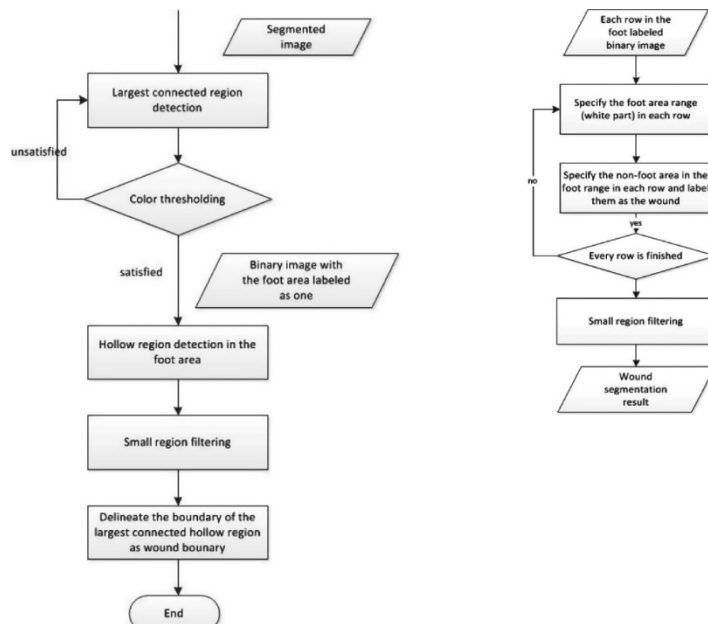 Segmented
image
Largest connected region
detection
unsatisfied
Color thresholding
satisfied
Binary image with
the foot area labeled
as one
Hollow region detection in the
foot area
Small region filtering
Delineate the boundary of the
largest connected hollow region
as wound bounary
End
Each row in the
foot labeled
binary image
Specify the foot area range
(white part) in each row
no
Specify the non-foot area in the
foot range in each row and label
them as the wound
yes
Every row is finished
Small region filtering
Wound
segmentation
result